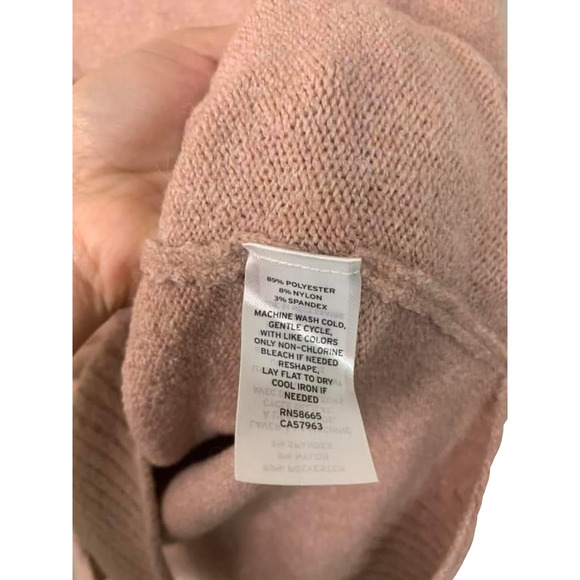 89% POLYESTER
8% NYLON
3% SPANDEX
MACHINE WASH COLD,
GENTLE CYCLE,
WITH LIKE COLORS
ONLY NON-CHLORINE
BLEACH IF NEEDED
RESHAPE,
LAY FLAT TO DRY
COOL IRON IF
NEEDED
RN58665
CA57963